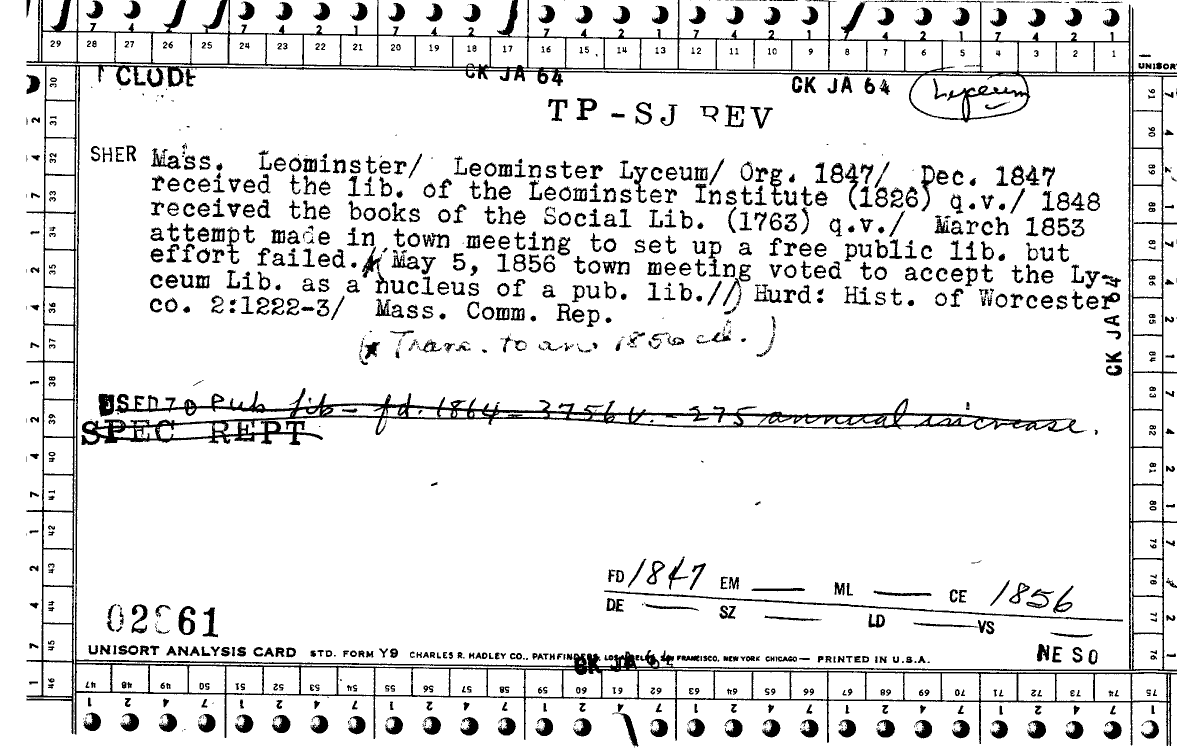 7 4 2 1 7 4 2 1 7 4 2 1 7 4 2 1 7 4 2 1
29 28 27 26 25 24 23 22 21 20 19 18 17 16 15 14 13 12 11 10 9 8 7 6 5 4 3 2 1
UNISOR
CLUDE CK JA 64 CK JA 64 Lyceum
TP-SJ REV
SHER Mass. Leominster/ Leominster Lyceum/ Org. 1847/ Dec. 1847
received the lib. of the Leominster Institute (1826) q.v./ 1848
received the books of the Social Lib. (1763) q.v./ March 1853
attempt made in town meeting to set up a free public lib. but
effort failed./ May 5, 1856 town meeting voted to accept the Ly-
ceum Lib. as a nucleus of a pub. lib.// Hurd: Hist. of Worcester
co. 2:1222-3/ Mass. Comm. Rep.
CK JA 64
(* Trans. to an 1856 cd.)
USED 70 Pub lib - fd. 1864 - 3756 v. - 275 annual increase.
SPEC REPT
FD 1847 EM ML CE 1856
DE SZ LD VS
02861
NE SO
UNISORT ANALYSIS CARD STD. FORM Y9 CHARLES R. HADLEY CO., PATHFINDERS, LOS ANGELES SAN FRANCISCO, NEW YORK CHICAGO — PRINTED IN U.S.A.
CK JA 64
30 31 32 33 34 35 36 37 38 39 40 41 42 43 44 45 46
91 90 89 88 87 86 85 84 83 82 81 80 79 78 77 76
47 48 49 50 51 52 53 54 55 56 57 58 59 60 61 62 63 64 65 66 67 68 69 70 71 72 73 74 75
1 2 4 7 1 2 4 7 1 2 4 7 1 2 4 7 1 2 4 7 1 2 4 7 1 2 4 7 1